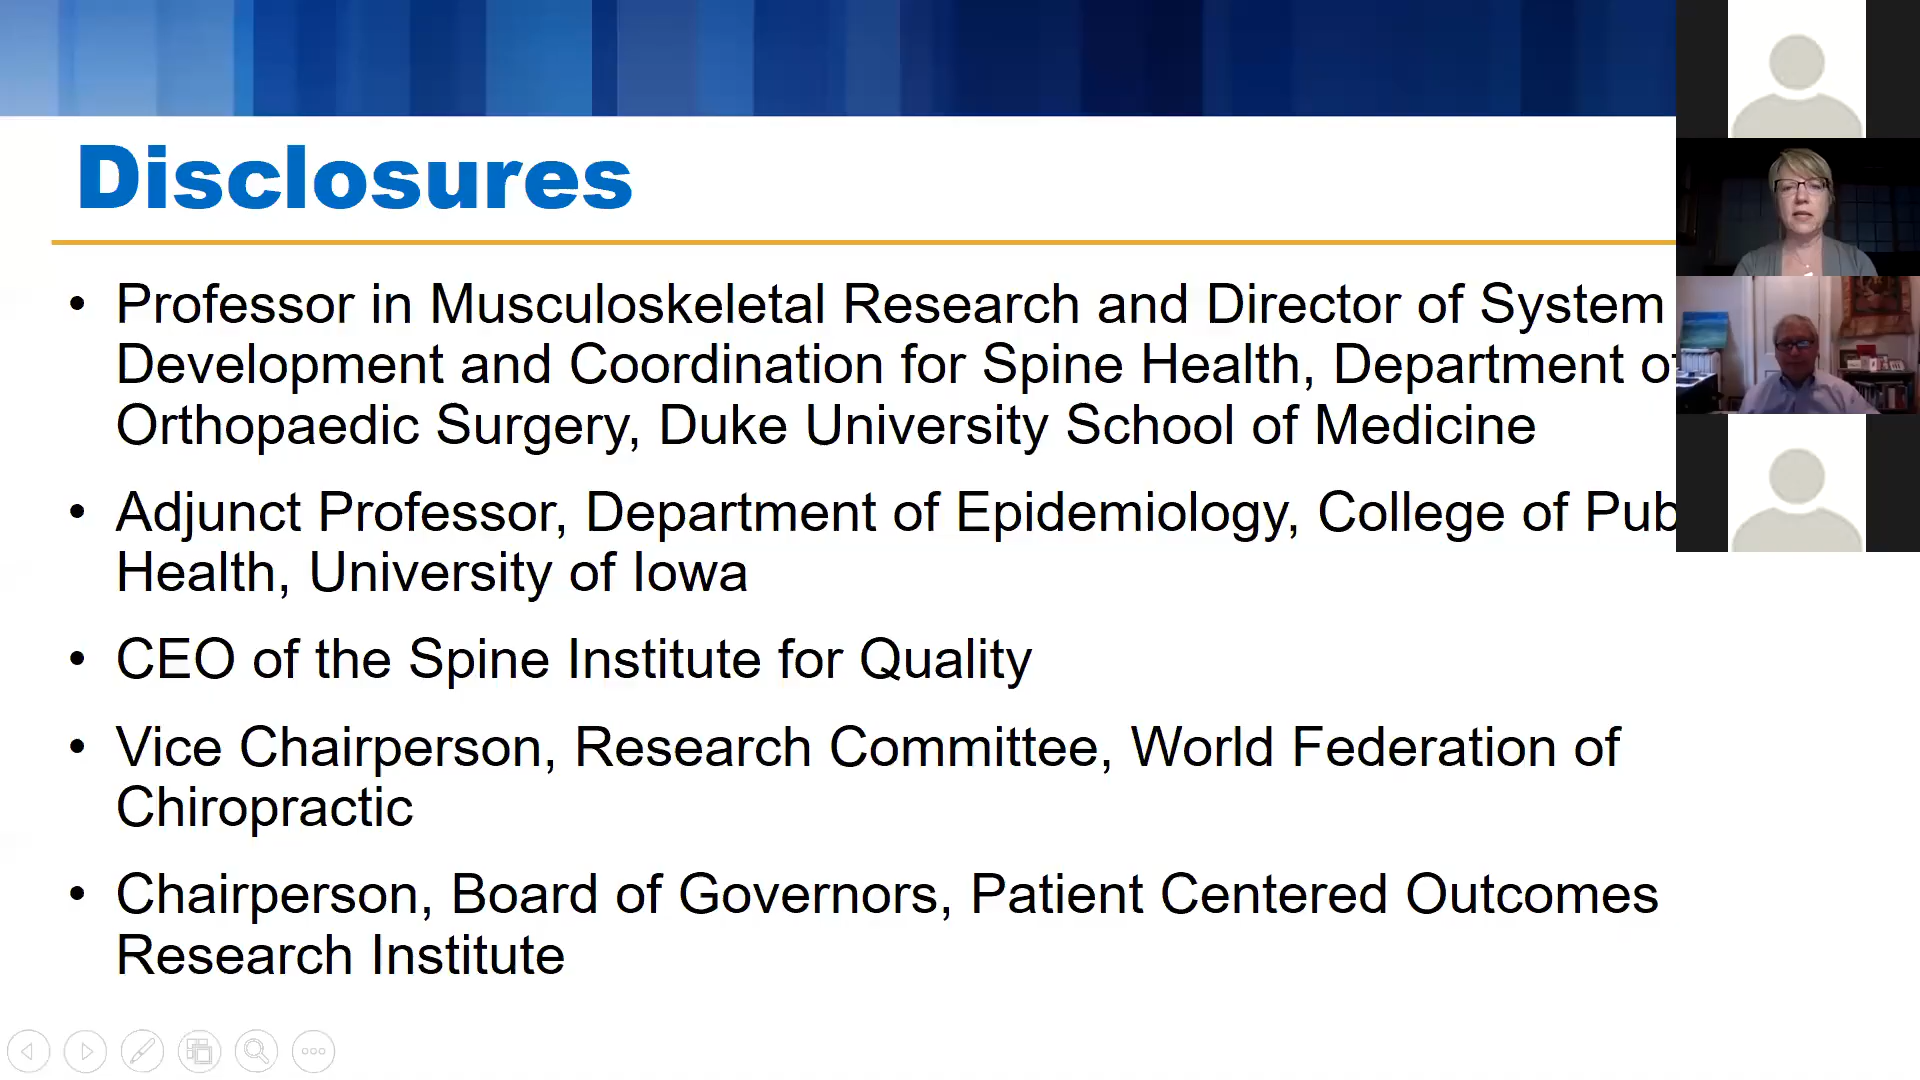 Disclosures
• Professor in Musculoskeletal Research and Director of System
Development and Coordination for Spine Health, Department of
Orthopaedic Surgery, Duke University School of Medicine
• Adjunct Professor, Department of Epidemiology, College of Pub
Health, University of Iowa
• CEO of the Spine Institute for Quality
• Vice Chairperson, Research Committee, World Federation of
Chiropractic
• Chairperson, Board of Governors, Patient Centered Outcomes
Research Institute